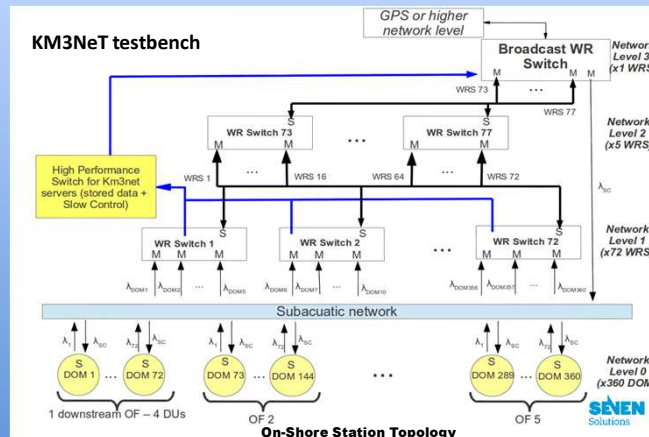 KM3NeT testbench
GPS or higher
network level
Broadcast WR
Switch
M M M
Network
Level 3
(x1 WRS)
WRS 73
...
WRS 77
S
WR Switch 73
M M
...
S
WR Switch 77
M M
Network
Level 2
(x5 WRS)
High Performance
Switch for Km3net
servers (stored data +
Slow Control)
WRS 1
...
WRS 16
WRS 64
...
WRS 72
λSC
S
WR Switch 1
M M M
S
WR Switch 2
M M M
...
S
WR Switch 72
M M M
Network
Level 1
(x72 WRS)
λDOM1 λDOM2 ... λDOM5
λDOM6 λDOM7 ... λDOM10
λDOM356 λDOM357 ... λDOM360
Subacuatic network
λ1 λSC λ72 λSC
λ1 λSC λ72 λSC
λ1 λSC λ72 λSC
S
DOM 1
...
S
DOM 72
S
DOM 73
...
S
DOM 144
...
S
DOM 289
...
S
DOM 360
Network
Level 0
(x360 DOM
1 downstream OF – 4 DUs
OF 2
OF 5
SEVEN
Solutions
On-Shore Station Topology